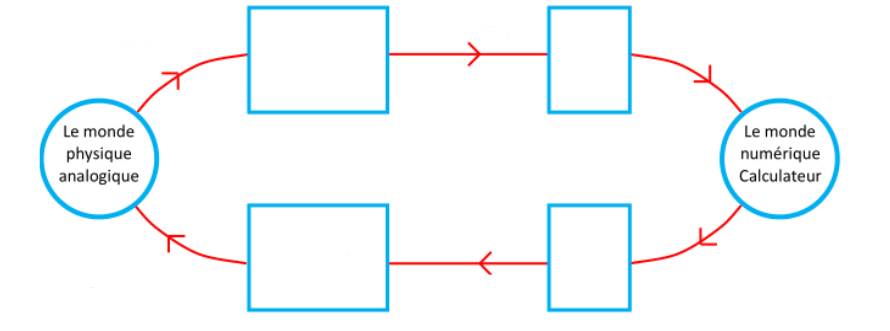 Le monde
physique
analogique
Le monde
numérique
Calculateur